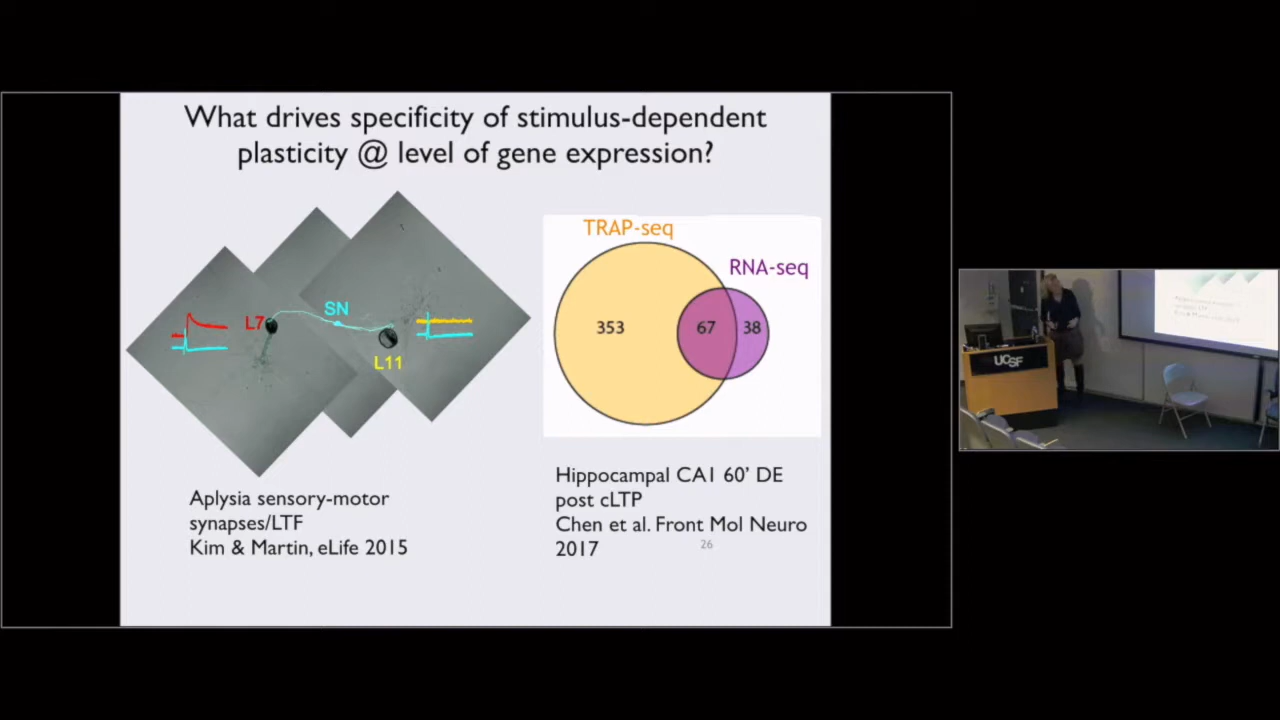 What drives specificity of stimulus-dependent
plasticity @ level of gene expression?
L7
SN
L11
TRAP-seq
RNA-seq
353
67
38
Aplysia sensory-motor
synapses/LTF
Kim & Martin, eLife 2015
Hippocampal CA1 60’ DE
post cLTP
Chen et al. Front Mol Neuro
2017
26
UCSF